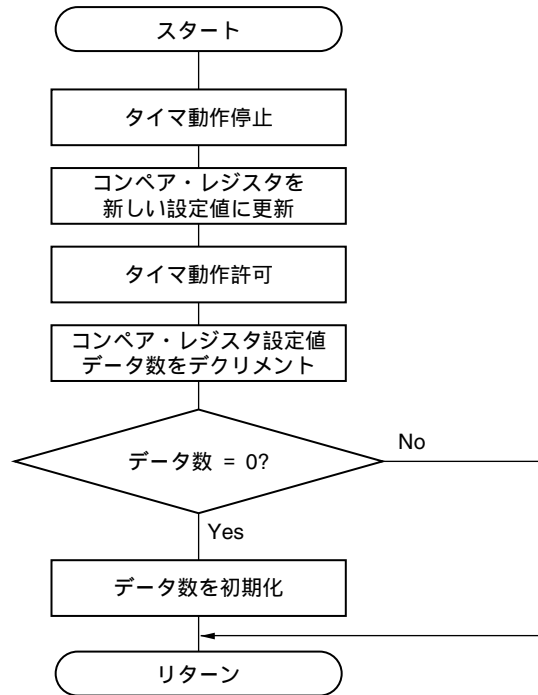 スタート
タイマ動作停止
コンペア・レジスタを
新しい設定値に更新
タイマ動作許可
コンペア・レジスタ設定値
データ数をデクリメント
データ数 = 0?
No
Yes
データ数を初期化
リターン